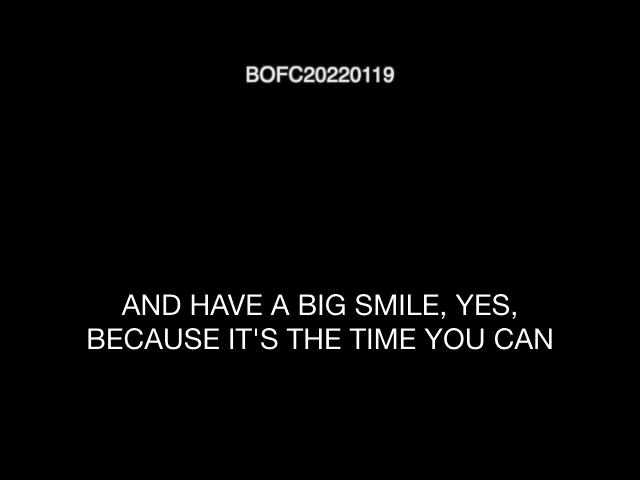 BOFC20220119
AND HAVE A BIG SMILE, YES,
BECAUSE IT'S THE TIME YOU CAN